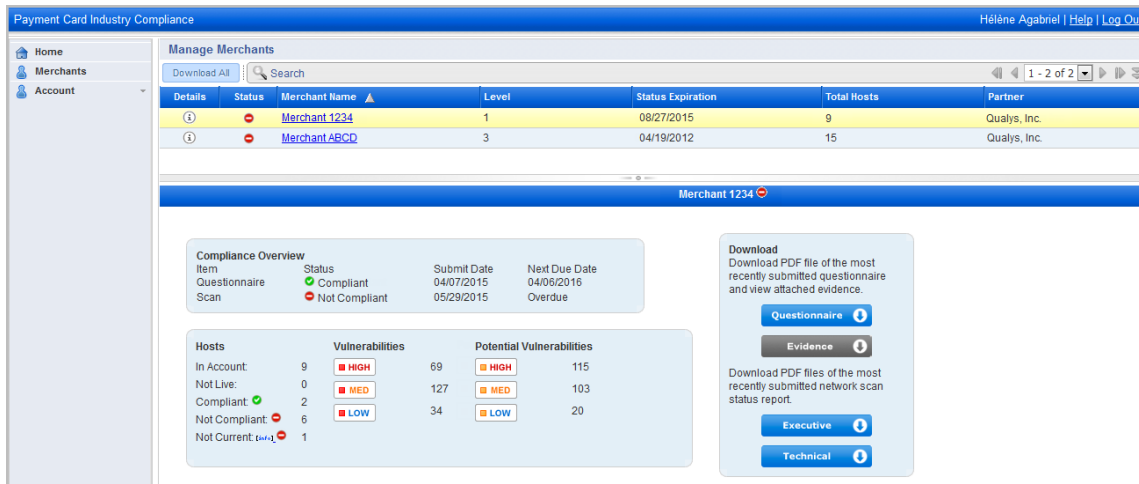 Payment Card Industry Compliance Hélène Agabriel | Help | Log Ou
Home
Merchants
Account
Manage Merchants
Download All Search 1 - 2 of 2
Details Status Merchant Name Level Status Expiration Total Hosts Partner
Merchant 1234 1 08/27/2015 9 Qualys, Inc.
Merchant ABCD 3 04/19/2012 15 Qualys, Inc.
Merchant 1234
Compliance Overview
Item Status Submit Date Next Due Date
Questionnaire Compliant 04/07/2015 04/06/2016
Scan Not Compliant 05/29/2015 Overdue
Hosts Vulnerabilities Potential Vulnerabilities
In Account: 9 HIGH 69 HIGH 115
Not Live: 0
Compliant: 2 MED 127 MED 103
Not Compliant: 6 LOW 34 LOW 20
Not Current: [info] 1
Download
Download PDF file of the most
recently submitted questionnaire
and view attached evidence.
Questionnaire
Evidence
Download PDF files of the most
recently submitted network scan
status report.
Executive
Technical